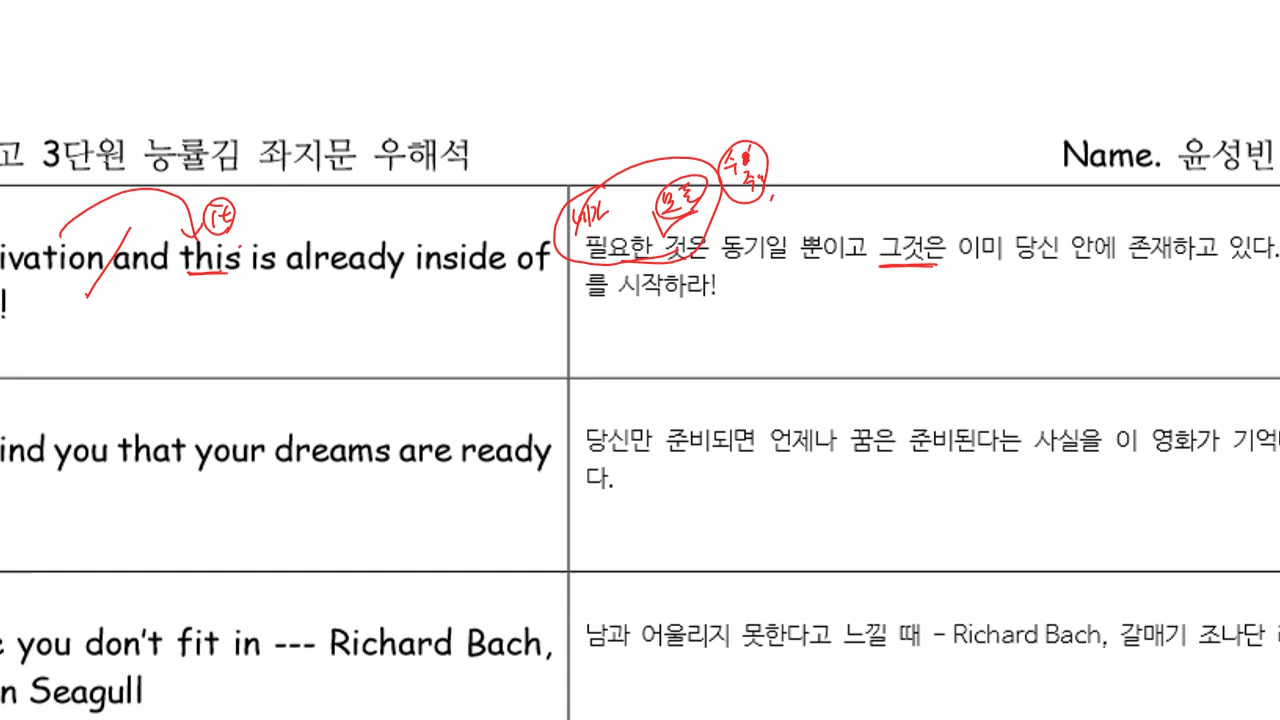 고 3단원 능률김 좌지문 우해석
Name. 윤성빈
it
네가
모든
ivation and this is already inside of
!
필요한 것은 동기일 뿐이고 그것은 이미 당신 안에 존재하고 있다.
를 시작하라!
ind you that your dreams are ready
당신만 준비되면 언제나 꿈은 준비된다는 사실을 이 영화가
다.
you don't fit in --- Richard Bach,
n Seagull
남과 어울리지 못한다고 느낄 때 - Richard Bach, 갈매기 조나단